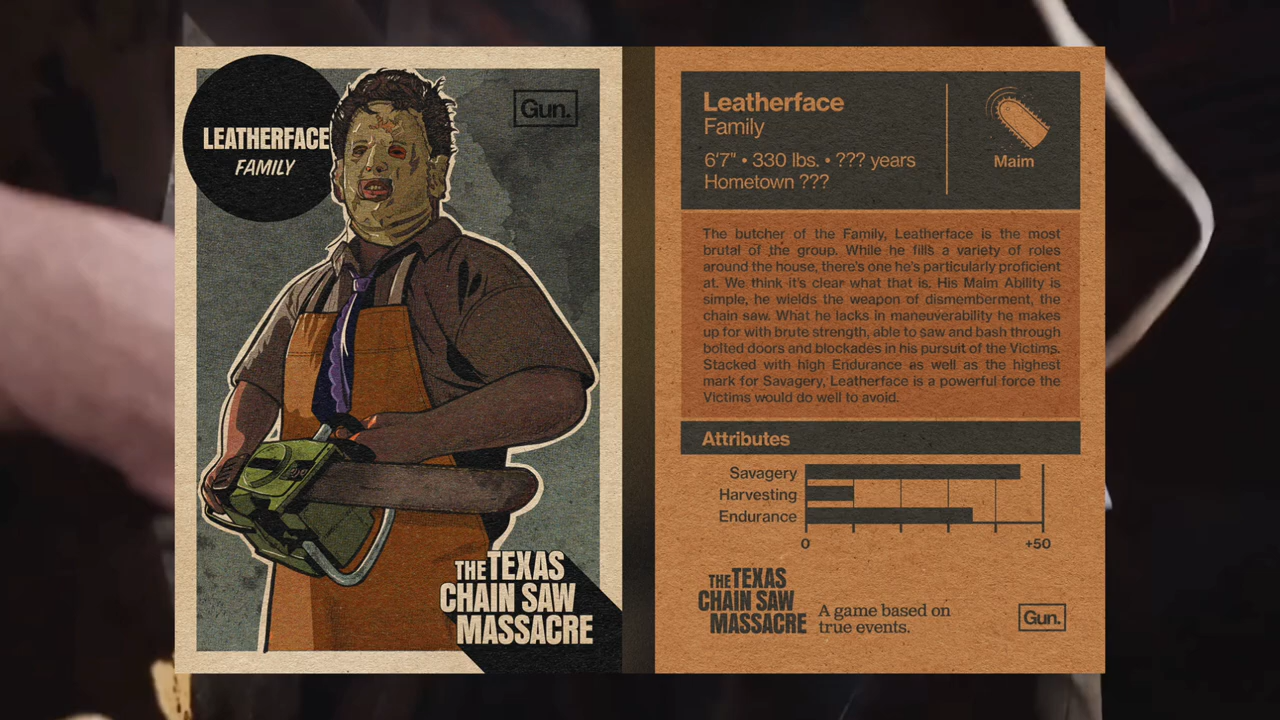 LEATHERFACE
FAMILY
Gun.
THE TEXAS
CHAIN SAW
MASSACRE
Leatherface
Family
6'7" • 330 lbs. • ??? years
Hometown ???
Maim
The butcher of the Family, Leatherface is the most
brutal of the group. While he fills a variety of roles
around the house, there's one he's particularly proficient
at. We think it's clear what that is. His Maim Ability is
simple, he wields the weapon of dismemberment, the
chain saw. What he lacks in maneuverability he makes
up for with brute strength, able to saw and bash through
bolted doors and blockades in his pursuit of the Victims.
Stacked with high Endurance as well as the highest
mark for Savagery, Leatherface is a powerful force the
Victims would do well to avoid.
Attributes
Savagery
Harvesting
Endurance
0
+50
THE TEXAS
CHAIN SAW
MASSACRE
A game based on
true events.
Gun.